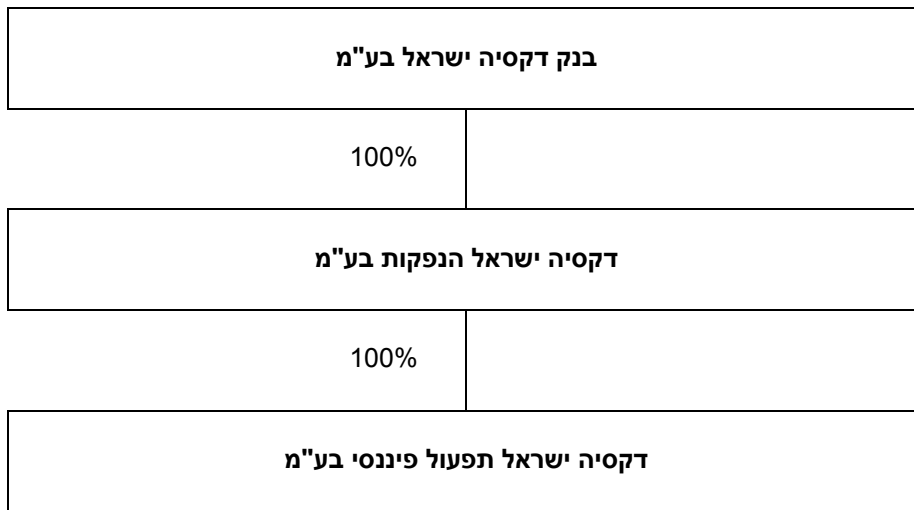 בנק דקסיה ישראל בע"מ
100%
דקסיה ישראל הנפקות בע"מ
100%
דקסיה ישראל תפעול פיננסי בע"מ